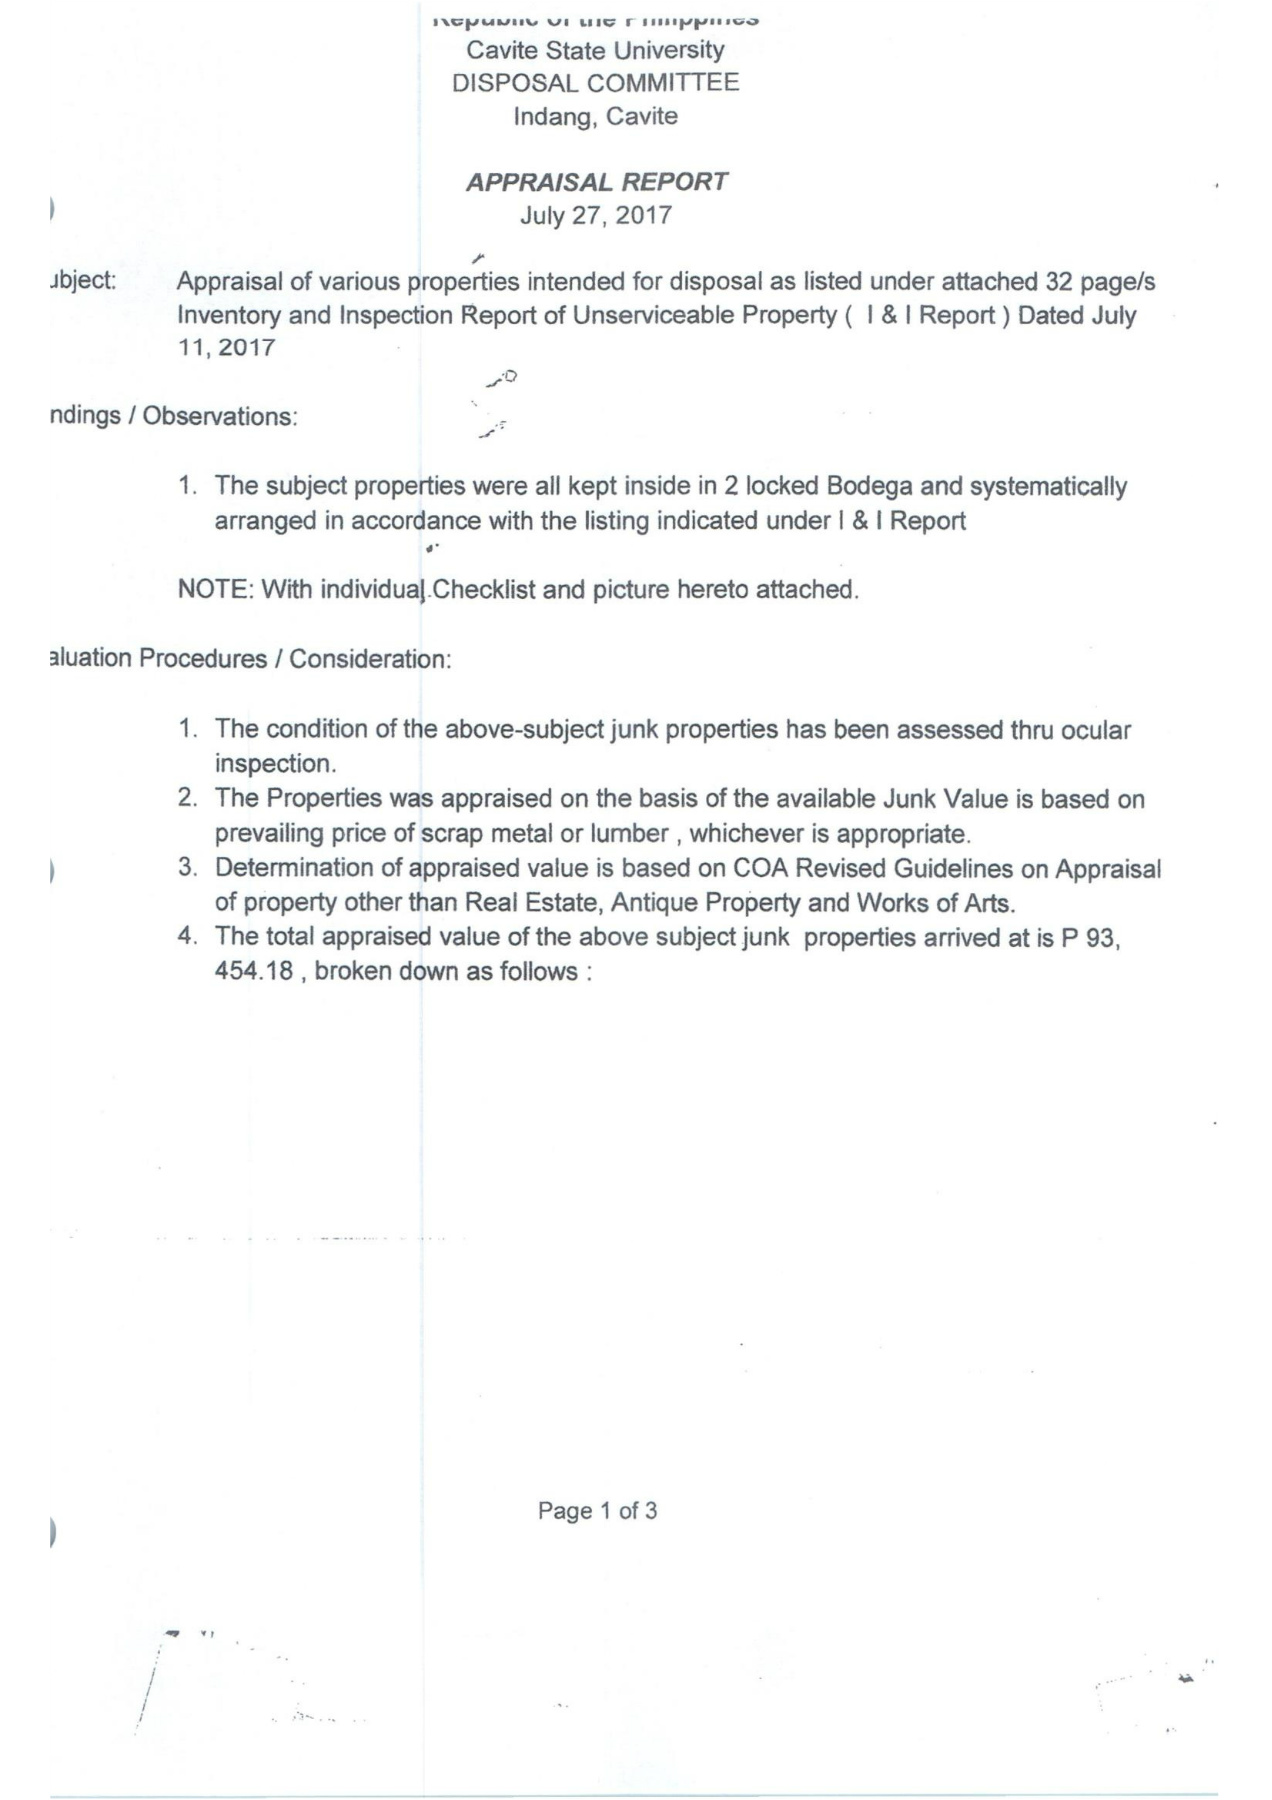 Republic of the Philippines
Cavite State University
DISPOSAL COMMITTEE
Indang, Cavite
APPRAISAL REPORT
July 27, 2017
ubject: Appraisal of various properties intended for disposal as listed under attached 32 page/s
Inventory and Inspection Report of Unserviceable Property ( I & I Report ) Dated July
11, 2017
ndings / Observations:
1. The subject properties were all kept inside in 2 locked Bodega and systematically
arranged in accordance with the listing indicated under I & I Report
NOTE: With individual Checklist and picture hereto attached.
aluation Procedures / Consideration:
1. The condition of the above-subject junk properties has been assessed thru ocular
inspection.
2. The Properties was appraised on the basis of the available Junk Value is based on
prevailing price of scrap metal or lumber , whichever is appropriate.
3. Determination of appraised value is based on COA Revised Guidelines on Appraisal
of property other than Real Estate, Antique Property and Works of Arts.
4. The total appraised value of the above subject junk properties arrived at is P 93,
454.18 , broken down as follows :
Page 1 of 3